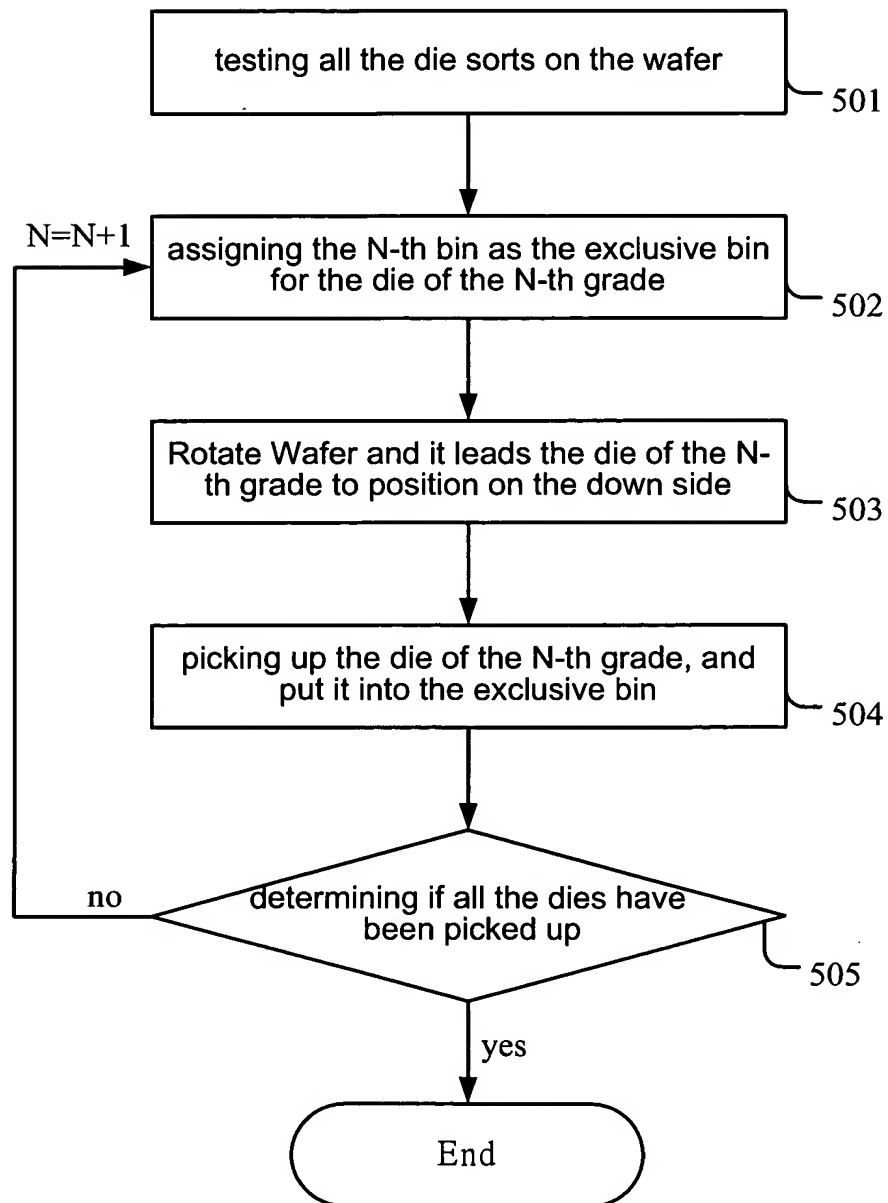 testing all the die sorts on the wafer
501
N=N+1
assigning the N-th bin as the exclusive bin
for the die of the N-th grade
502
Rotate Wafer and it leads the die of the N-
th grade to position on the down side
503
picking up the die of the N-th grade, and
put it into the exclusive bin
504
no
determining if all the dies have
been picked up
505
yes
End